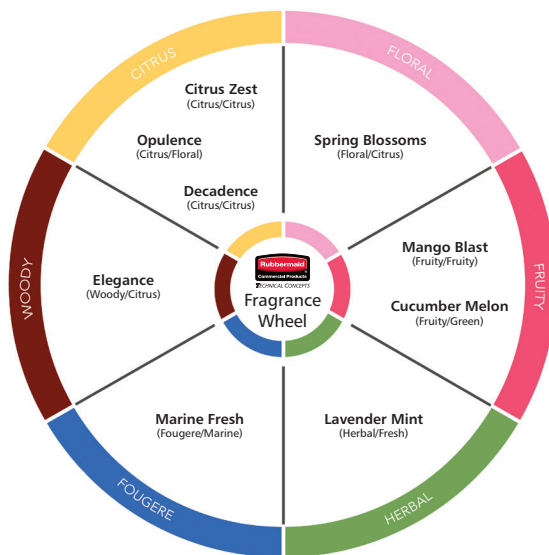 CITRUS
FLORAL
FRUITY
HERBAL
FOUGERE
WOODY
Citrus Zest
(Citrus/Citrus)
Opulence
(Citrus/Floral)
Decadence
(Citrus/Citrus)
Spring Blossoms
(Floral/Citrus)
Mango Blast
(Fruity/Fruity)
Cucumber Melon
(Fruity/Green)
Elegance
(Woody/Citrus)
Rubbermaid
Commercial Products
TECHNICAL CONCEPTS
Fragrance
Wheel
Marine Fresh
(Fougere/Marine)
Lavender Mint
(Herbal/Fresh)